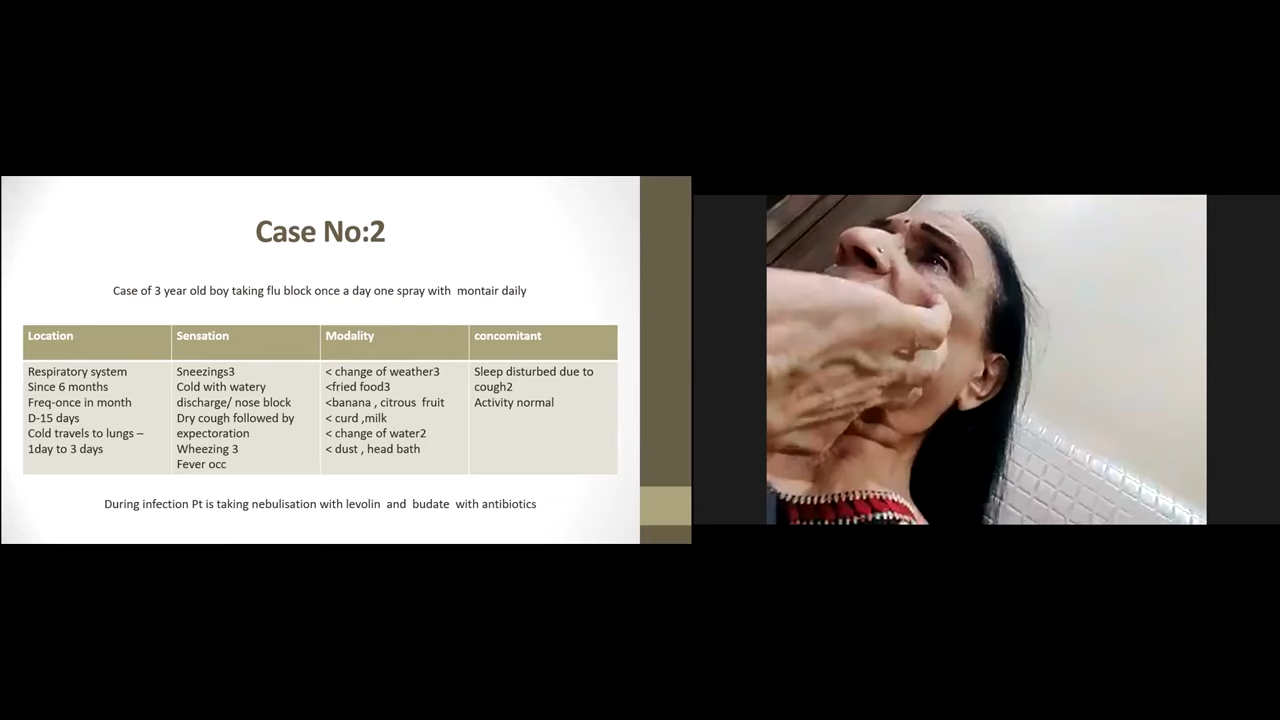 Case No:2
Case of 3 year old boy taking flu block once a day one spray with  montair daily
Location
Sensation
Modality
concomitant
Respiratory system
Since 6 months
Freq-once in month
D-15 days
Cold travels to lungs –
1day to 3 days
Sneezings3
Cold with watery
discharge/ nose block
Dry cough followed by
expectoration
Wheezing 3
Fever occ
< change of weather3
<fried food3
<banana , citrous  fruit
< curd ,milk
< change of water2
< dust , head bath
Sleep disturbed due to
cough2
Activity normal
During infection Pt is taking nebulisation with levolin  and  budate  with antibiotics